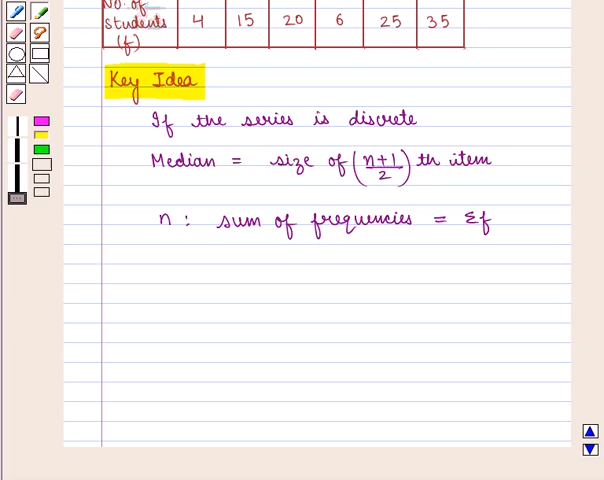 No. of
students 4 15 20 6 25 35
(f)
Key Idea
If the series is discrete
Median = size of (n+1/2) th item
n : sum of frequencies = Σf